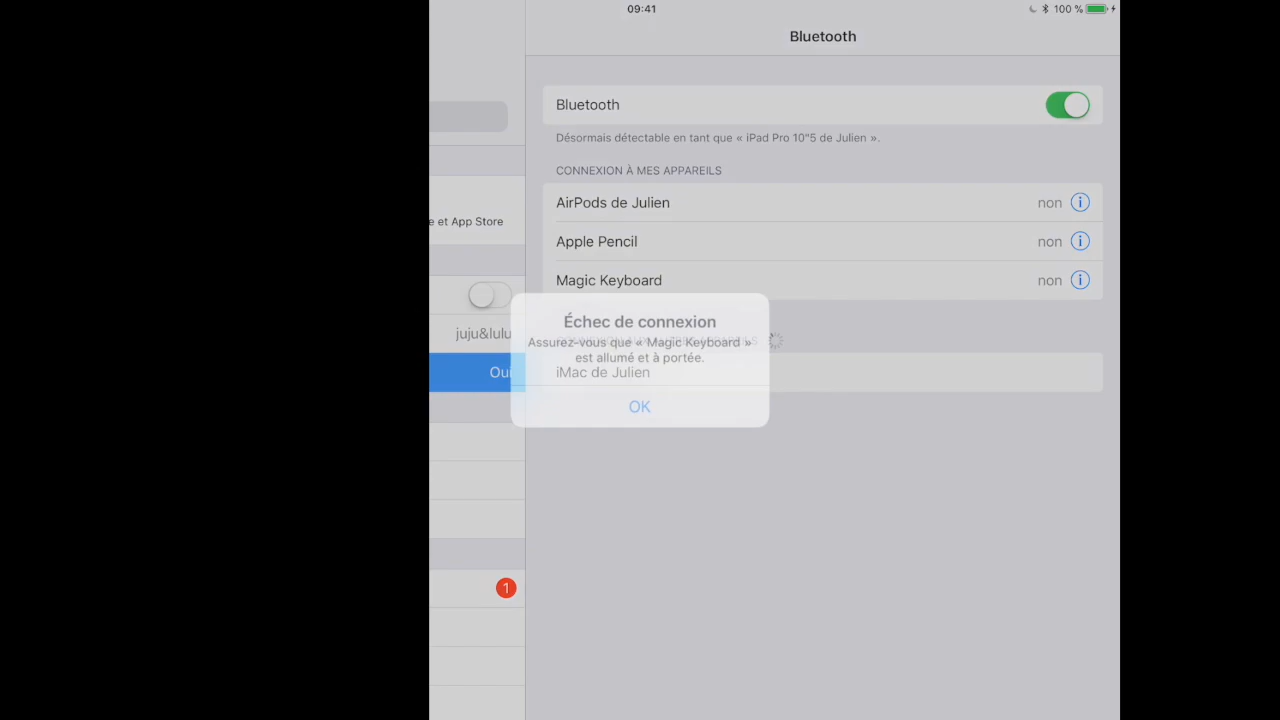 09:41
100 %
Bluetooth
Bluetooth
Désormais détectable en tant que « iPad Pro 10"5 de Julien ».
CONNEXION À MES APPAREILS
AirPods de Julien non
e et App Store
Apple Pencil non
Magic Keyboard non
Échec de connexion
juju&lulu
Assurez-vous que « Magic Keyboard »
est allumé et à portée.
Oui
iMac de Julien
OK
1